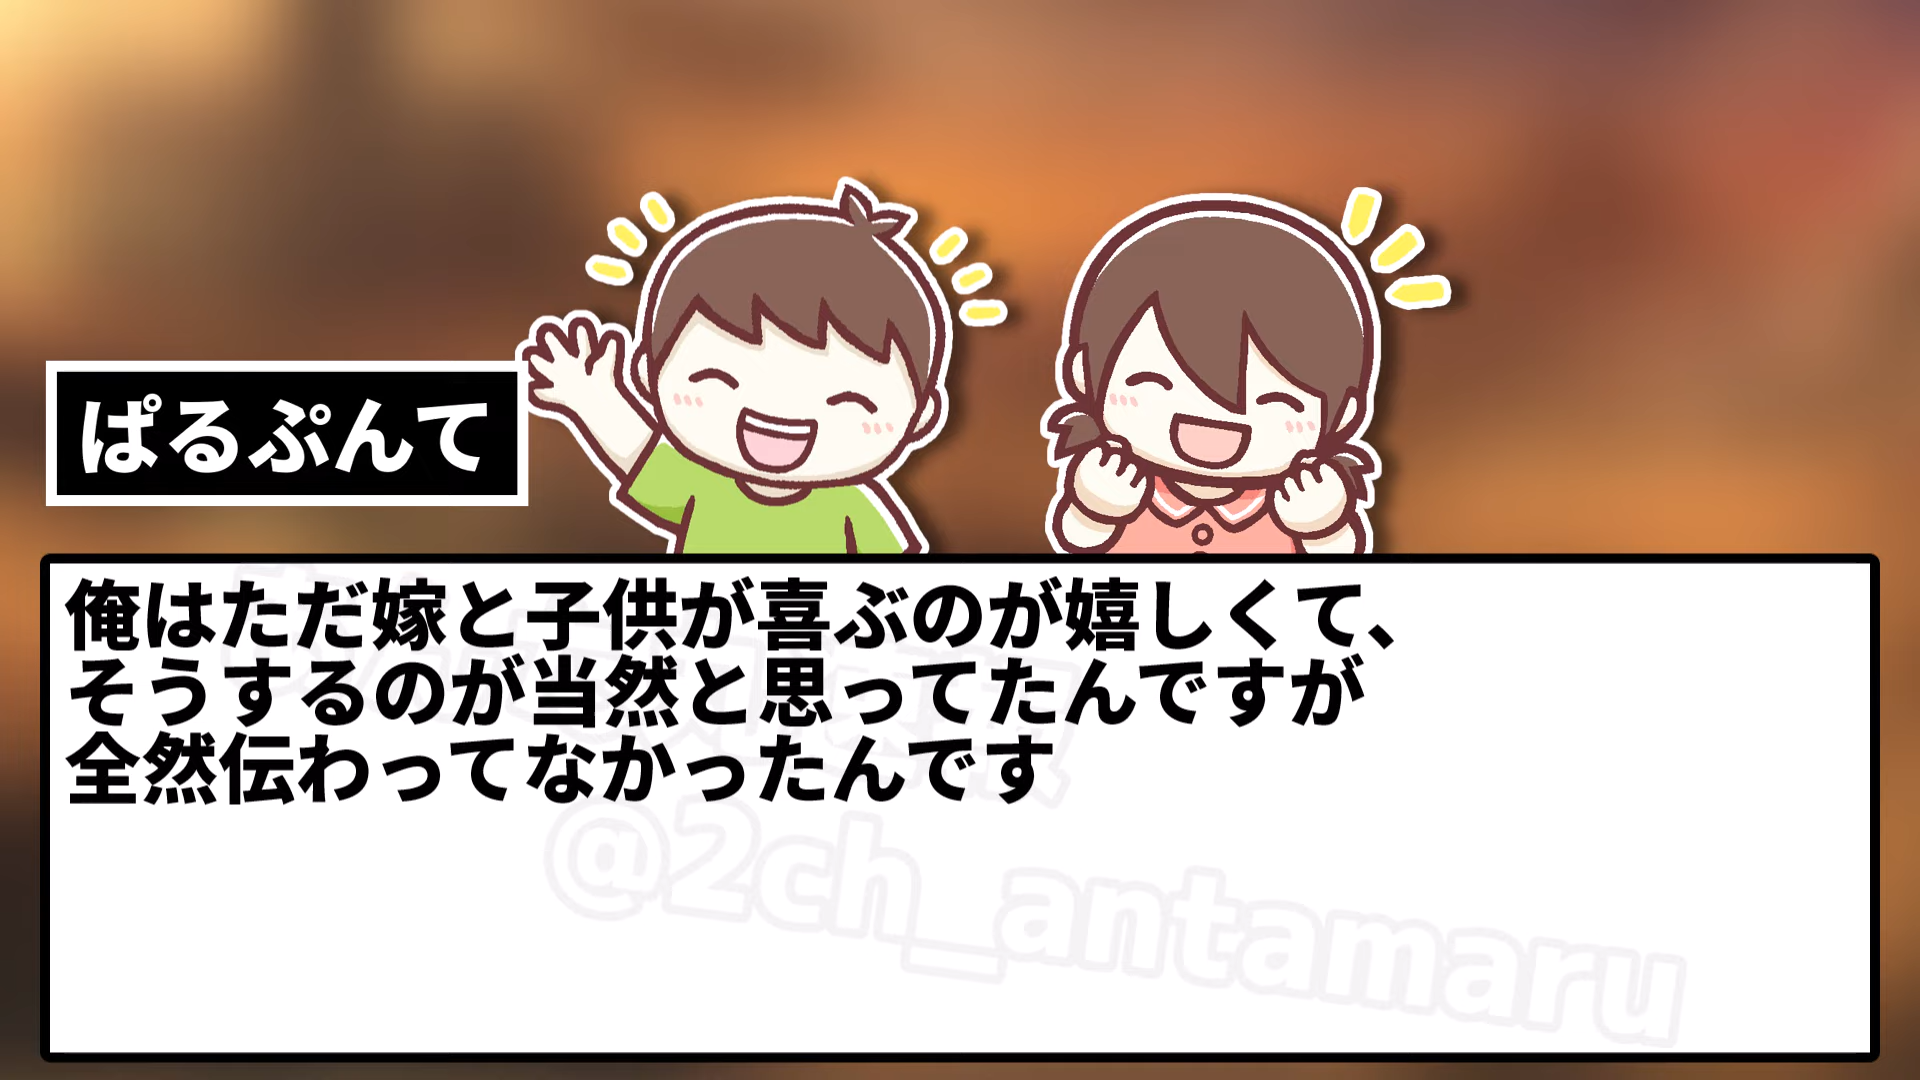 ぱるぷんて
俺はただ嫁と子供が喜ぶのが嬉しくて、
そうするのが当然と思ってたんですが
全然伝わってなかったんです
@2ch_antamaru